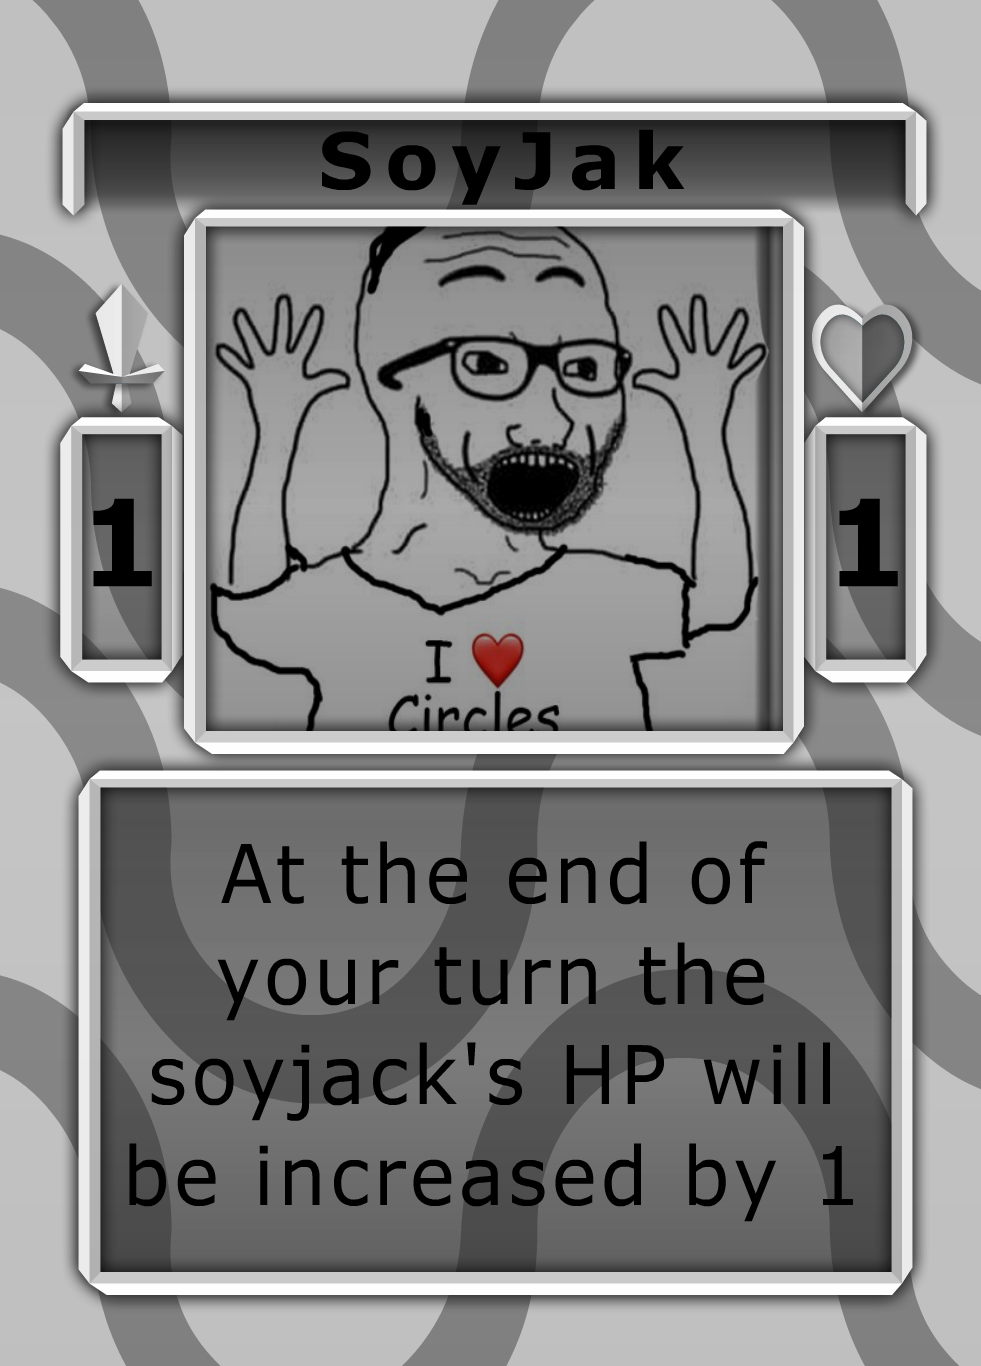 SoyJak
1
1
I ❤️
Circles
At the end of
your turn the
soyjack's HP will
be increased by 1